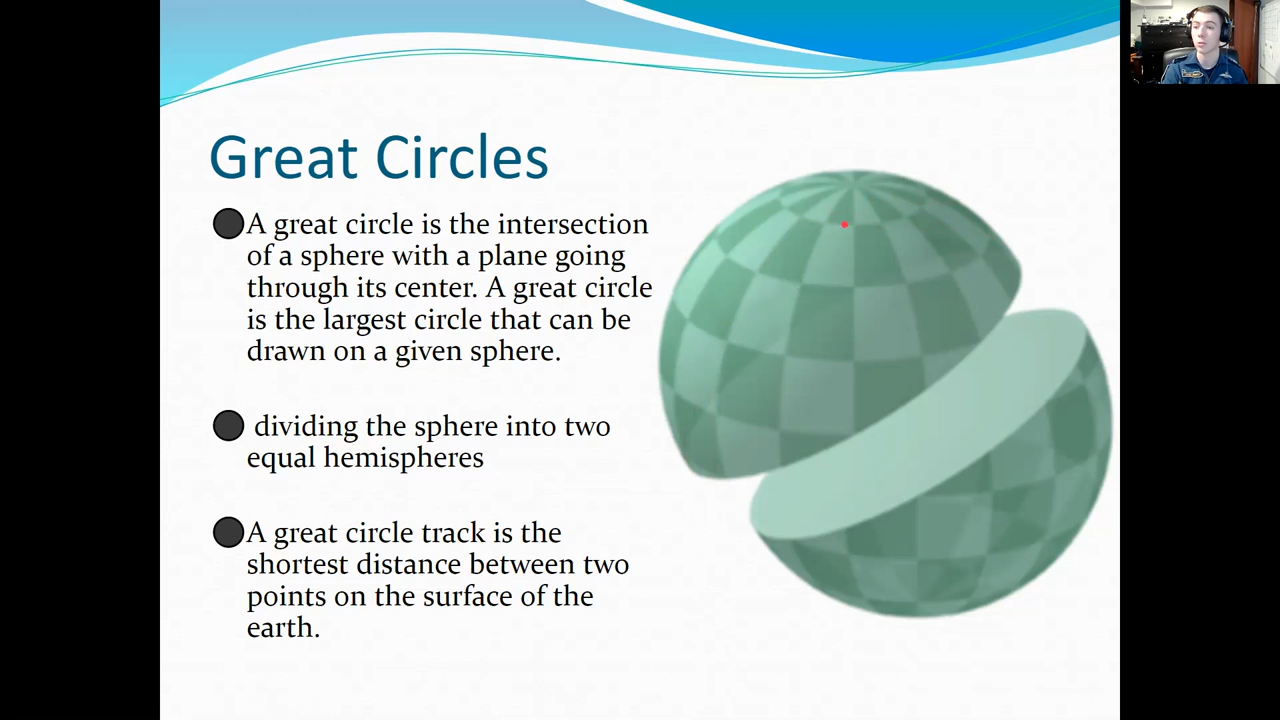 Great Circles
A great circle is the intersection
of a sphere with a plane going
through its center. A great circle
is the largest circle that can be
drawn on a given sphere.
dividing the sphere into two
equal hemispheres
A great circle track is the
shortest distance between two
points on the surface of the
earth.